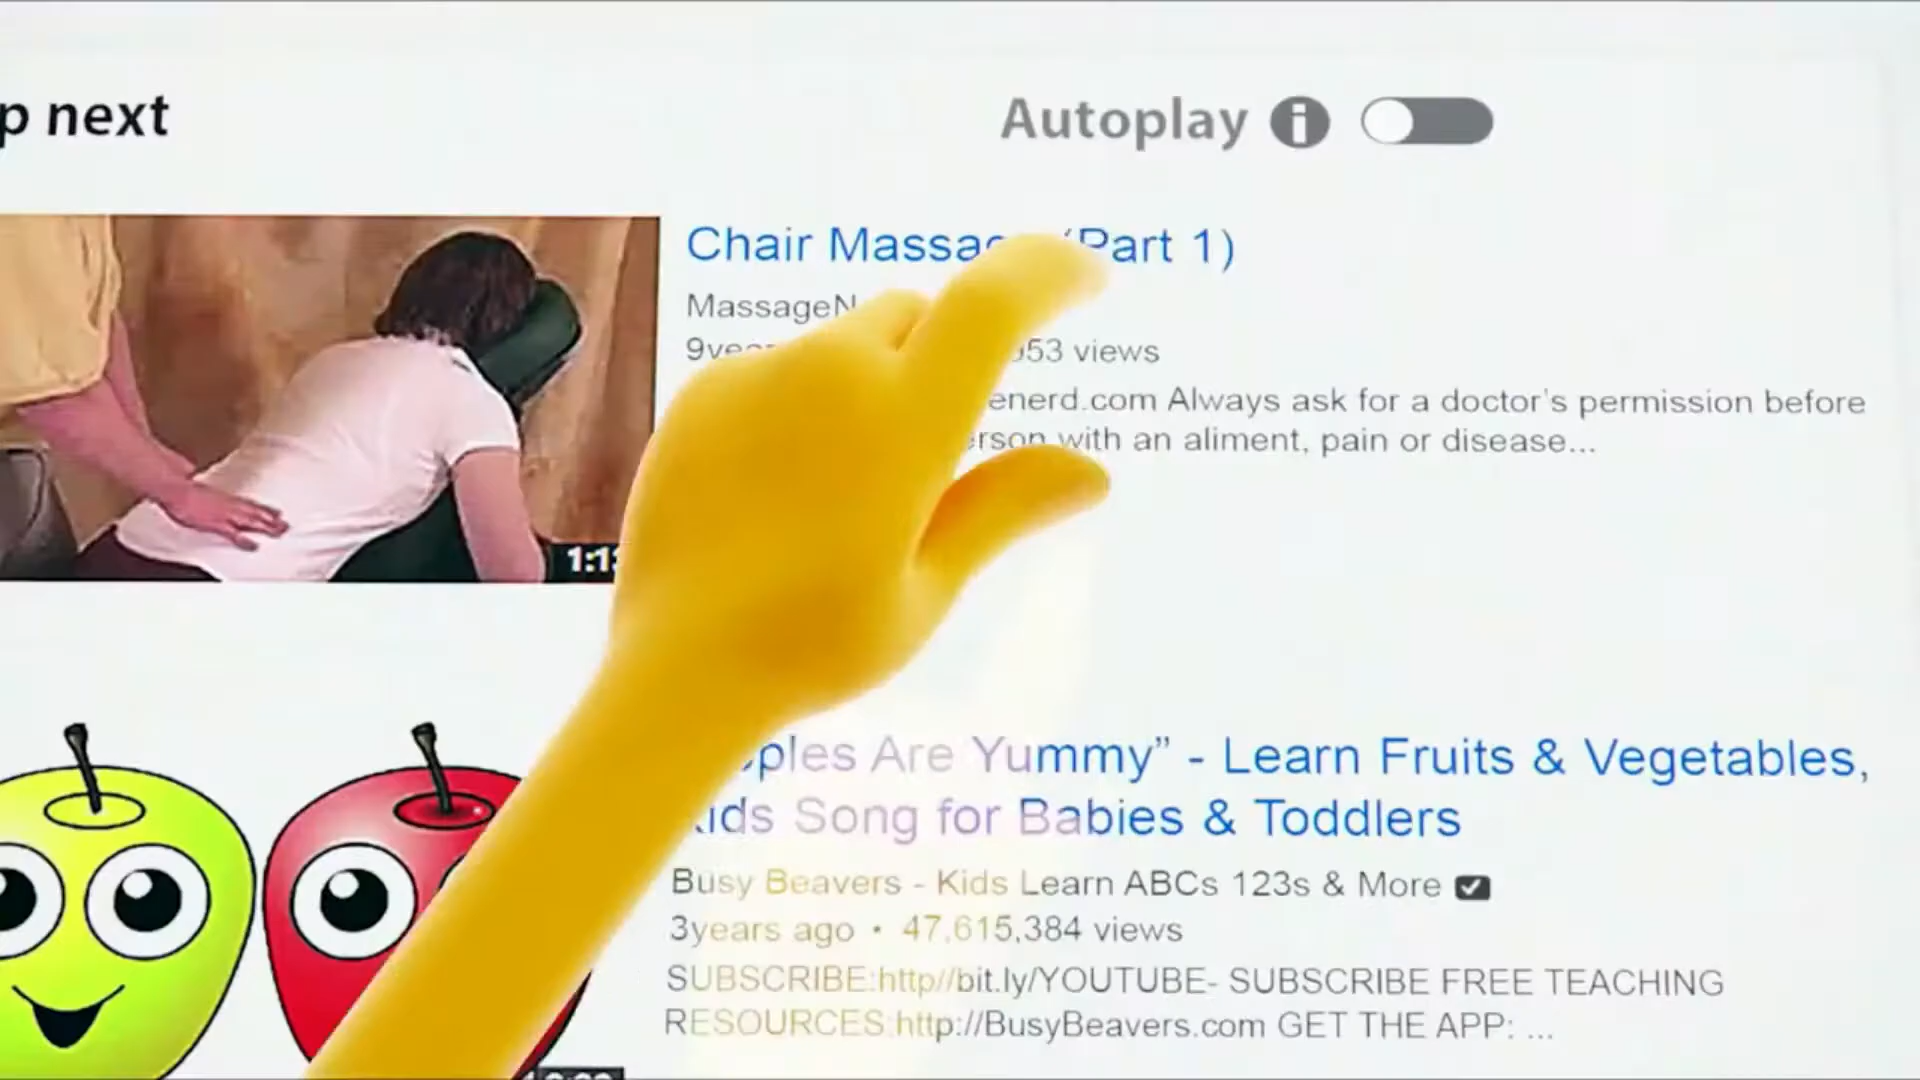 p next
Autoplay
Chair Massa (Part 1)
MassageN
953 views
enerd.com Always ask for a doctor's permission before
erson with an aliment, pain or disease...
1:1
ples Are Yummy" - Learn Fruits & Vegetables,
ids Song for Babies & Toddlers
Busy Beavers - Kids Learn ABCs 123s & More
3years ago • 47,615,384 views
SUBSCRIBE:http//bit.ly/YOUTUBE- SUBSCRIBE FREE TEACHING
RESOURCES:http://BusyBeavers.com GET THE APP: ...